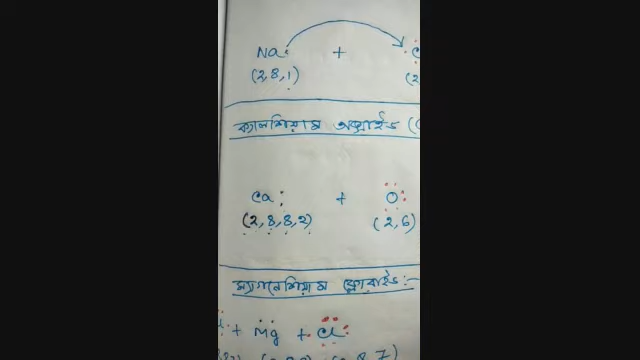 Na +
(2,8,1)
ক্যালশিয়াম অক্সাইড (
Ca : + O
(2,8,8,2) (2,6)
ম্যাগনেশিয়াম ক্লোরাইড:-
+ Mg + Cl